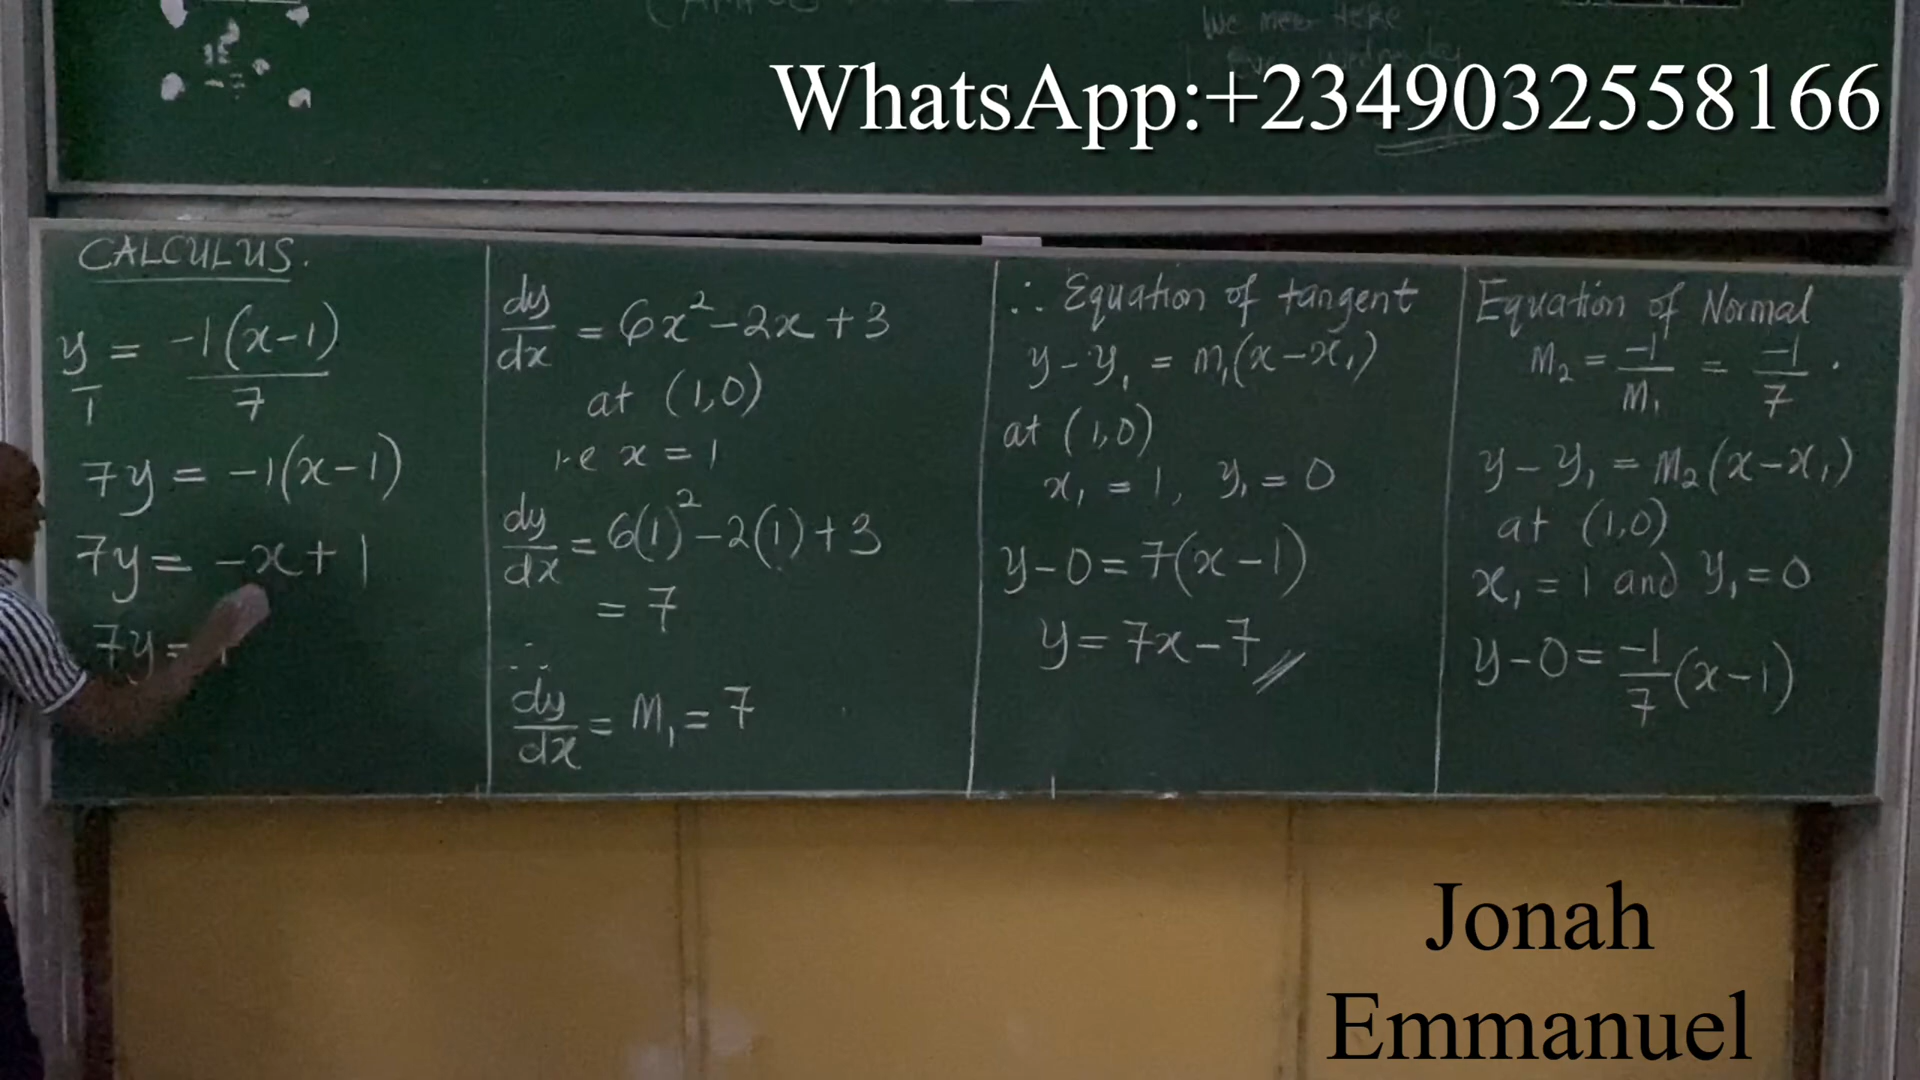 We meet HERE
WhatsApp:+2349032558166
CALCULUS.
y/1 = -1(x-1)/7
7y = -1(x-1)
7y = -x+1
7y =
dy/dx = 6x²-2x+3
at (1,0)
i.e x = 1
dy/dx = 6(1)²-2(1)+3
= 7
∴
dy/dx = M₁ = 7
∴ Equation of tangent
y-y₁ = m₁(x-x₁)
at (1,0)
x₁ = 1, y₁ = 0
y-0 = 7(x-1)
y = 7x-7
Equation of Normal
M₂ = -1/M₁ = -1/7 .
y-y₁ = M₂(x-x₁)
at (1,0)
x₁ = 1 and y₁ = 0
y-0 = -1/7(x-1)
Jonah
Emmanuel